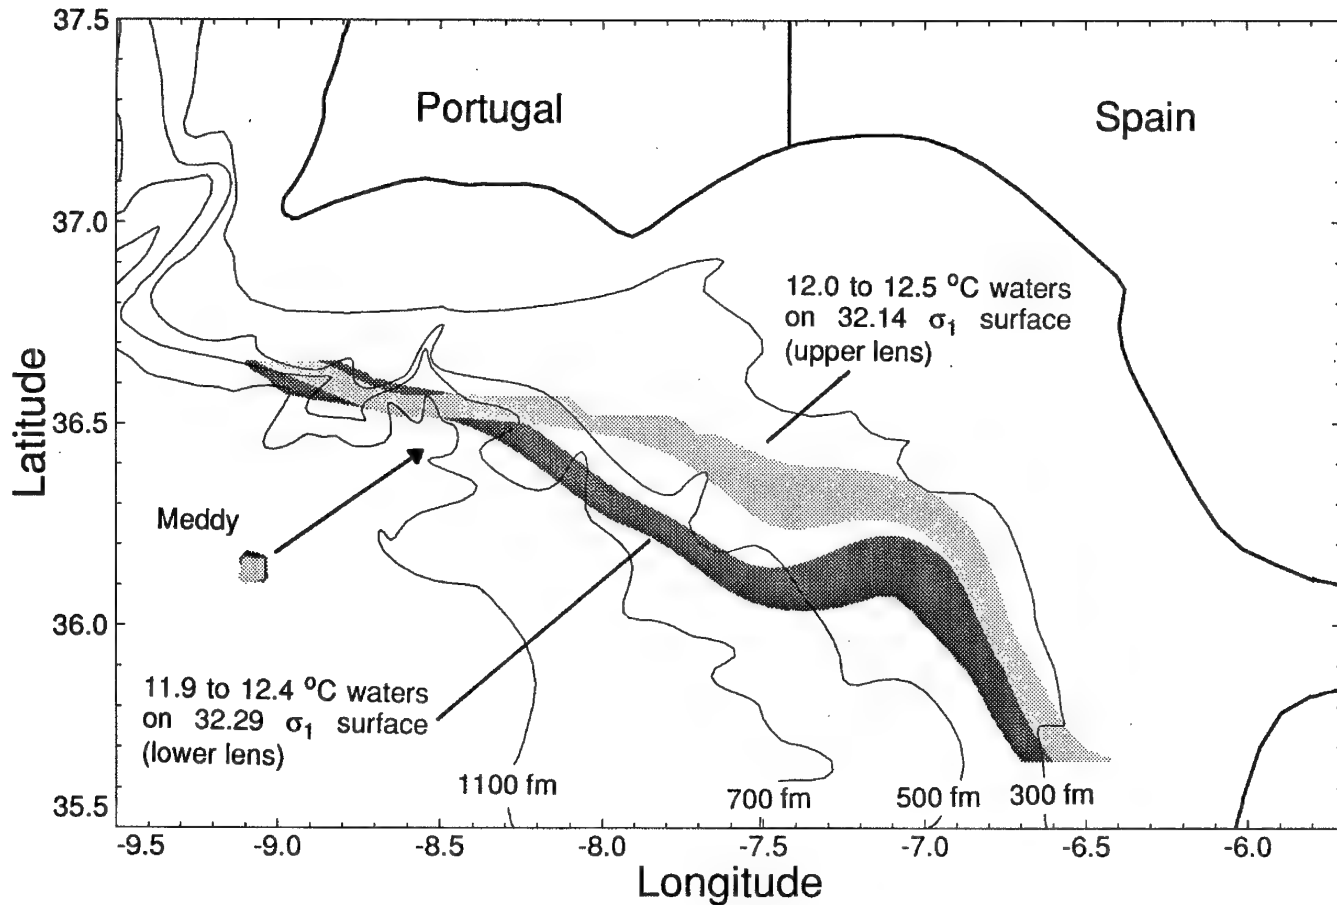 37.5
37.0
36.5
36.0
35.5
Latitude
Portugal
Spain
12.0 to 12.5 °C waters
on 32.14 σ₁ surface
(upper lens)
Meddy
11.9 to 12.4 °C waters
on 32.29 σ₁ surface
(lower lens)
1100 fm
700 fm
500 fm
300 fm
-9.5
-9.0
-8.5
-8.0
-7.5
-7.0
-6.5
-6.0
Longitude